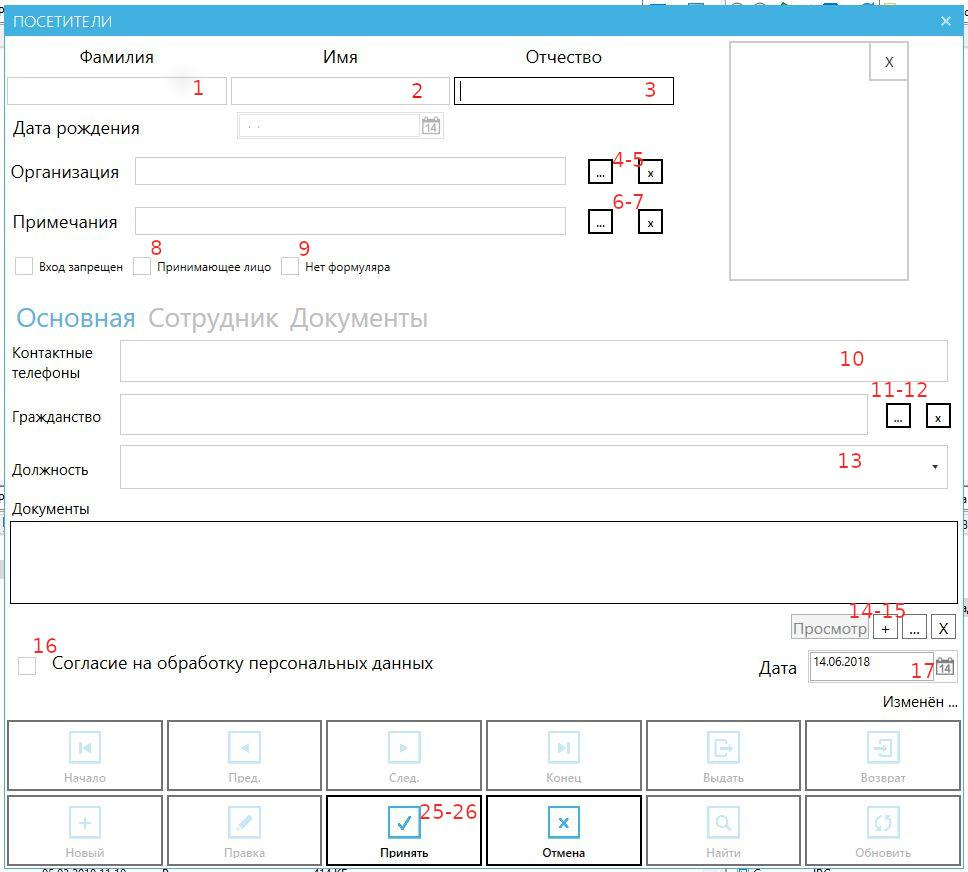 ПОСЕТИТЕЛИ
Фамилия Имя Отчество X
1 2 3
Дата рождения . . 14
4-5
Организация ... x
6-7
Примечания ... x
8 9
Вход запрещен Принимающее лицо Нет формуляра
Основная Сотрудник Документы
Контактные
телефоны
10
11-12
Гражданство ... x
Должность 13
Документы
14-15
Просмотр + ... X
16
Согласие на обработку персональных данных
Дата 14.06.2018 17 14
Изменён ...
Начало Пред. След. Конец Выдать Возврат
25-26
Новый Правка Принять Отмена Найти Обновить